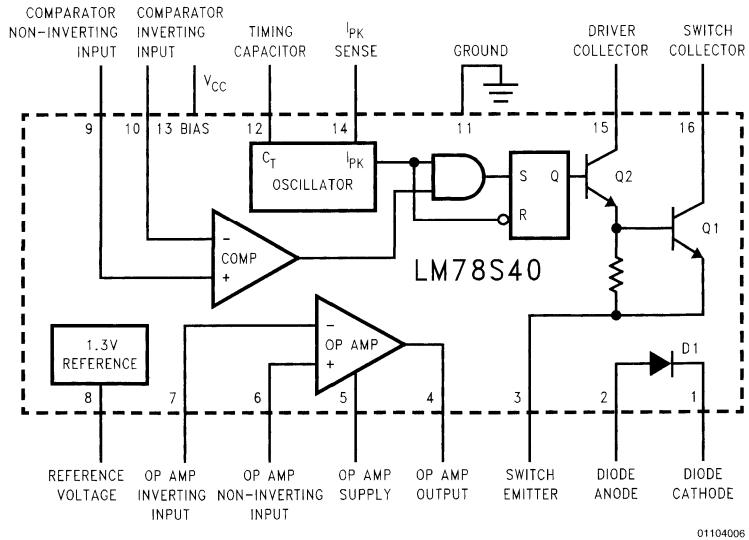 COMPARATOR
NON-INVERTING
INPUT
COMPARATOR
INVERTING
INPUT
VCC
TIMING
CAPACITOR
IPK
SENSE
GROUND
DRIVER
COLLECTOR
SWITCH
COLLECTOR
9
10
13 BIAS
12
14
11
15
16
CT
IPK
OSCILLATOR
S
Q
R
Q2
Q1
-
COMP
+
LM78S40
1.3V
REFERENCE
-
OP AMP
+
D1
8
7
6
5
4
3
2
1
REFERENCE
VOLTAGE
OP AMP
INVERTING
INPUT
OP AMP
NON-INVERTING
INPUT
OP AMP
SUPPLY
OP AMP
OUTPUT
SWITCH
EMITTER
DIODE
ANODE
DIODE
CATHODE
01104006